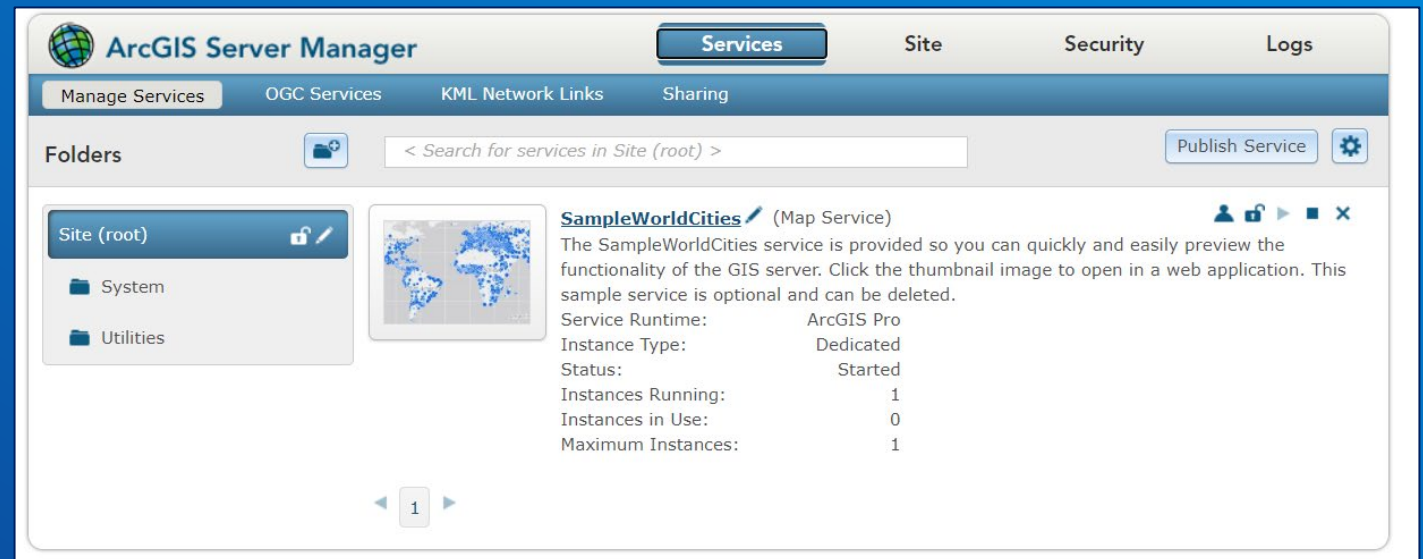 ArcGIS Server Manager
Services Site Security Logs
Manage Services OGC Services KML Network Links Sharing
Folders
< Search for services in Site (root) >
Publish Service
Site (root)
System
Utilities
SampleWorldCities (Map Service)
The SampleWorldCities service is provided so you can quickly and easily preview the
functionality of the GIS server. Click the thumbnail image to open in a web application. This
sample service is optional and can be deleted.
Service Runtime: ArcGIS Pro
Instance Type: Dedicated
Status: Started
Instances Running: 1
Instances in Use: 0
Maximum Instances: 1
1